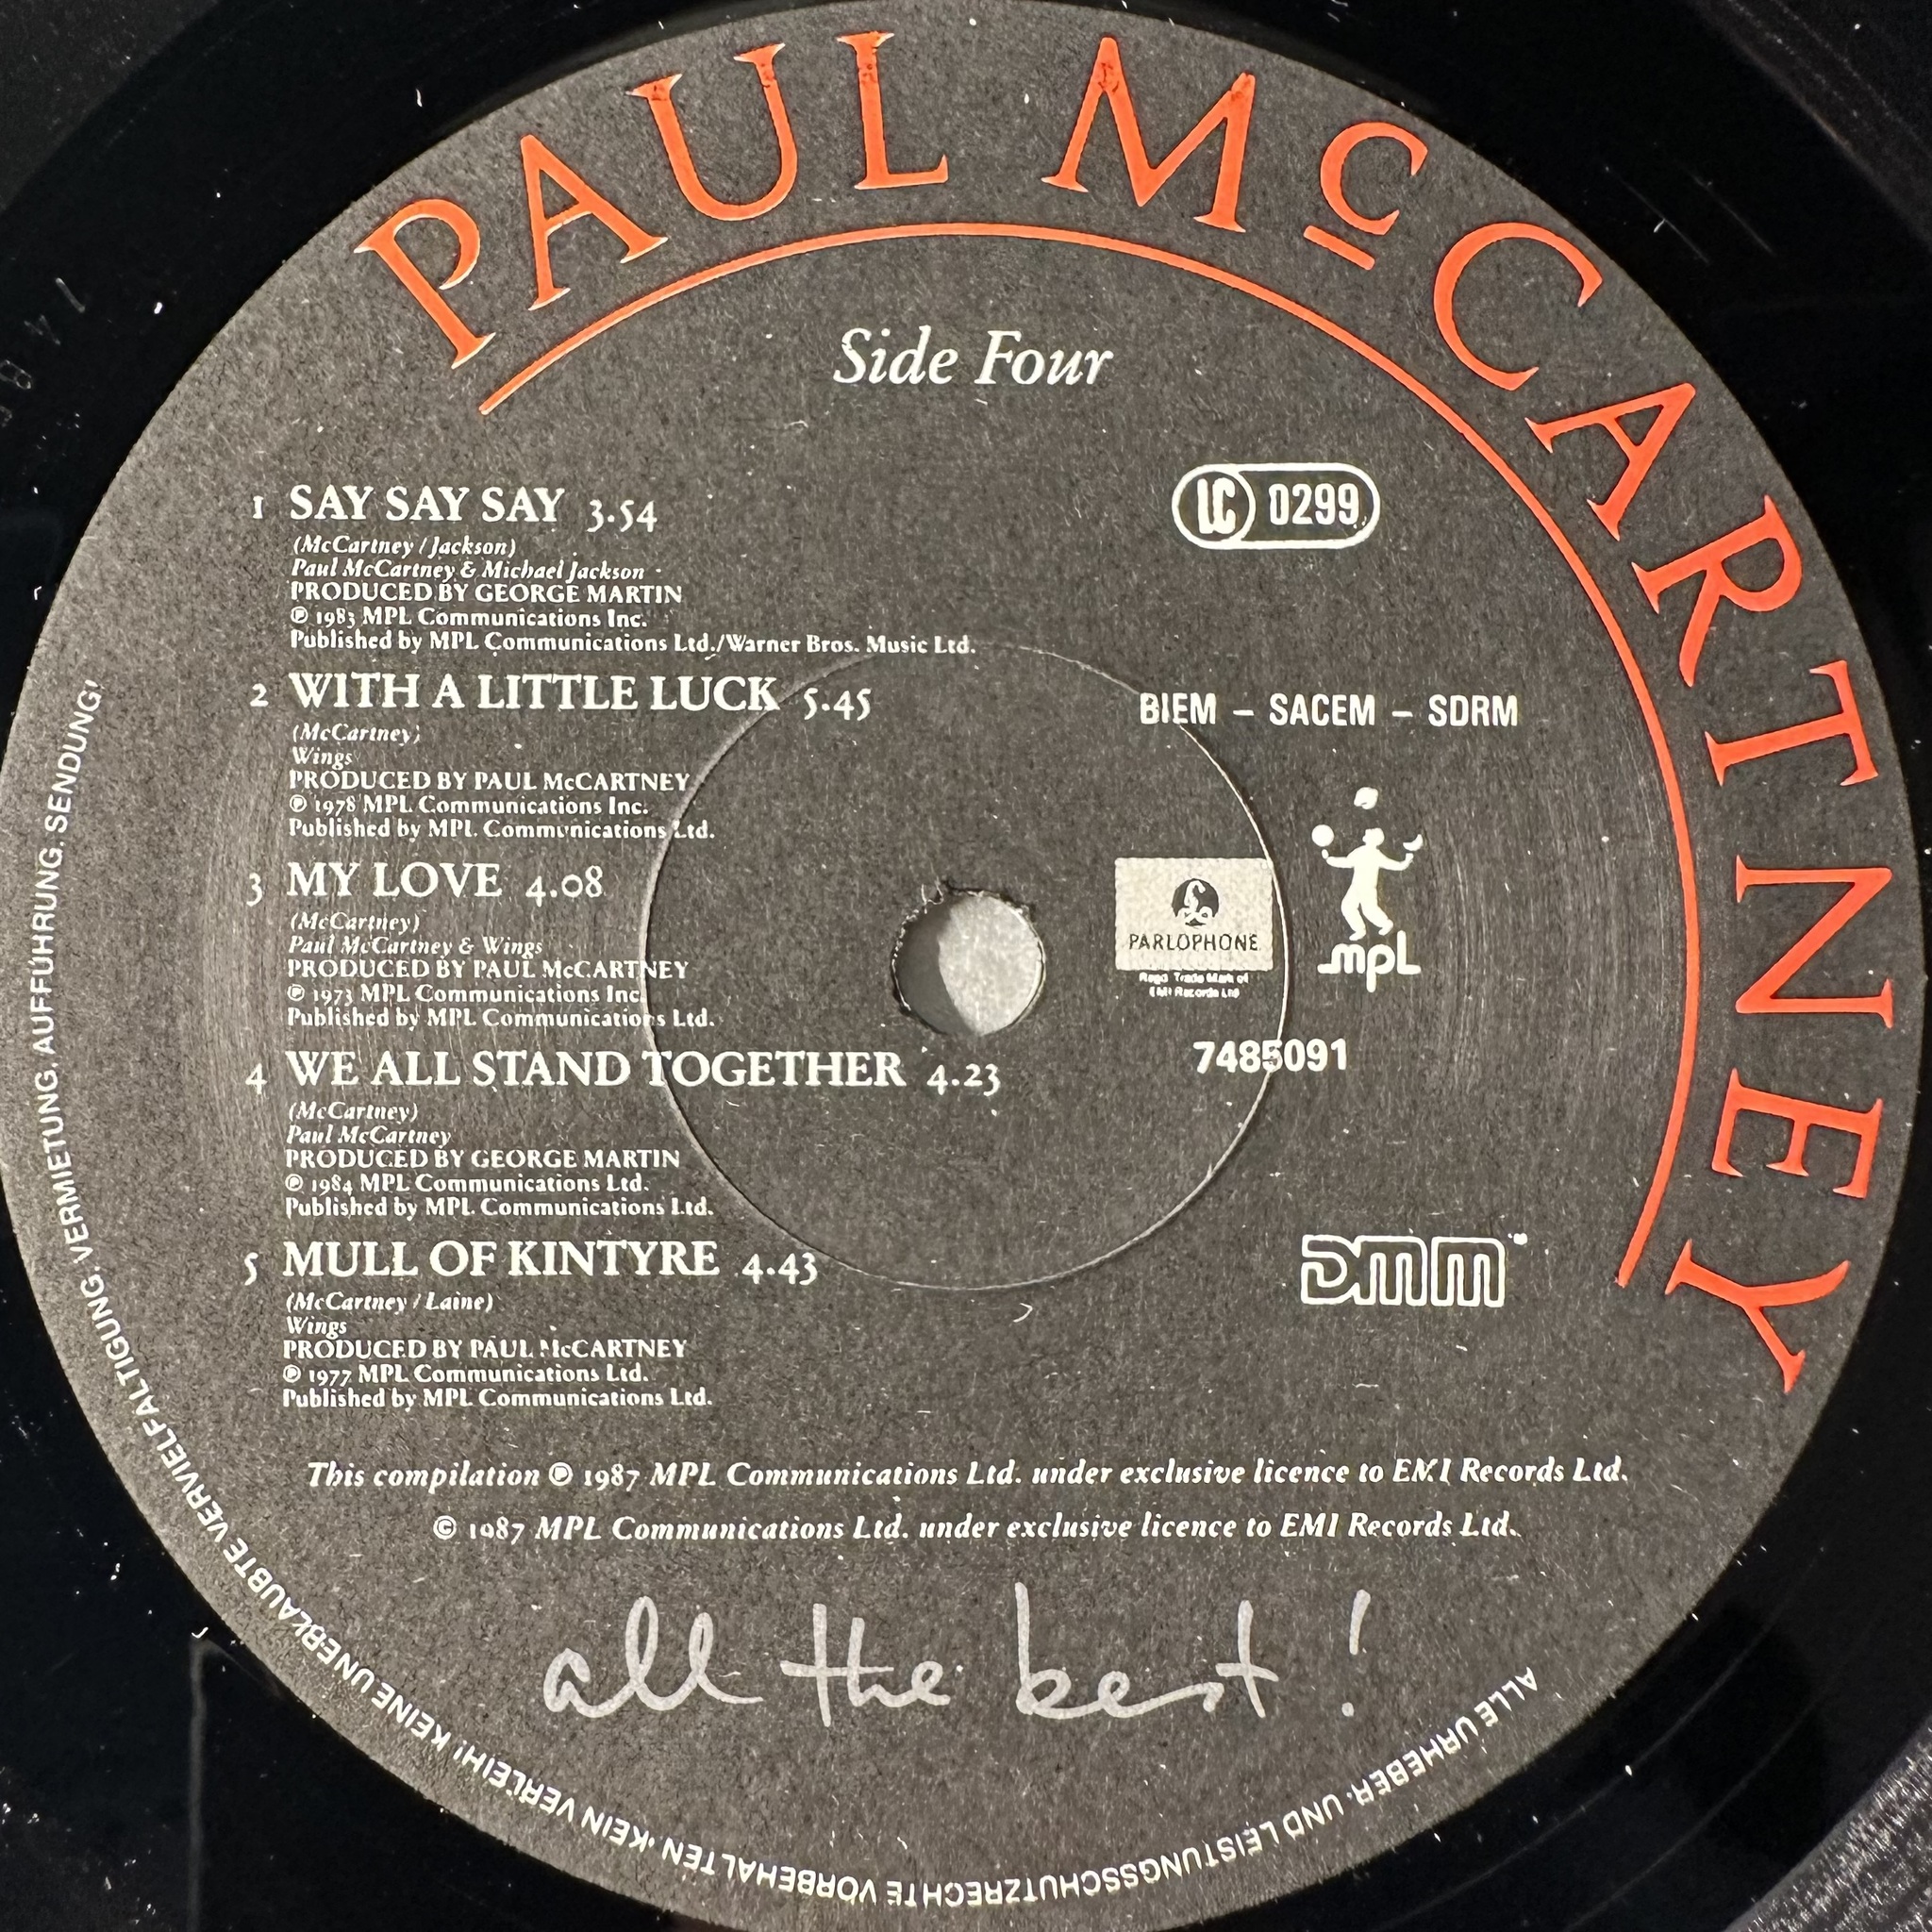 PAUL McCARTNEY
Side Four
1 SAY SAY SAY 3.54
(McCartney / Jackson)
Paul McCartney & Michael Jackson
PRODUCED BY GEORGE MARTIN
℗ 1983 MPL Communications Inc.
Published by MPL Communications Ltd./Warner Bros. Music Ltd.
2 WITH A LITTLE LUCK 5.45
(McCartney)
Wings
PRODUCED BY PAUL McCARTNEY
℗ 1978 MPL Communications Inc.
Published by MPL Communications Ltd.
3 MY LOVE 4.08
(McCartney)
Paul McCartney & Wings
PRODUCED BY PAUL McCARTNEY
℗ 1973 MPL Communications Inc.
Published by MPL Communications Ltd.
4 WE ALL STAND TOGETHER 4.23
(McCartney)
Paul McCartney
PRODUCED BY GEORGE MARTIN
℗ 1984 MPL Communications Ltd.
Published by MPL Communications Ltd.
5 MULL OF KINTYRE 4.43
(McCartney / Laine)
Wings
PRODUCED BY PAUL McCARTNEY
℗ 1977 MPL Communications Ltd.
Published by MPL Communications Ltd.
LC 0299
BIEM – SACEM – SDRM
PARLOPHONE
Regd. Trade Mark of
EMI Records Ltd
mpl
7485091
DMM™
This compilation ℗ 1987 MPL Communications Ltd. under exclusive licence to EMI Records Ltd.
© 1987 MPL Communications Ltd. under exclusive licence to EMI Records Ltd.
all the best!
ALLE URHEBER- UND LEISTUNGSSCHUTZRECHTE VORBEHALTEN · KEIN VERLEIH! KEINE UNERLAUBTE VERVIELFÄLTIGUNG, VERMIETUNG, AUFFÜHRUNG, SENDUNG!